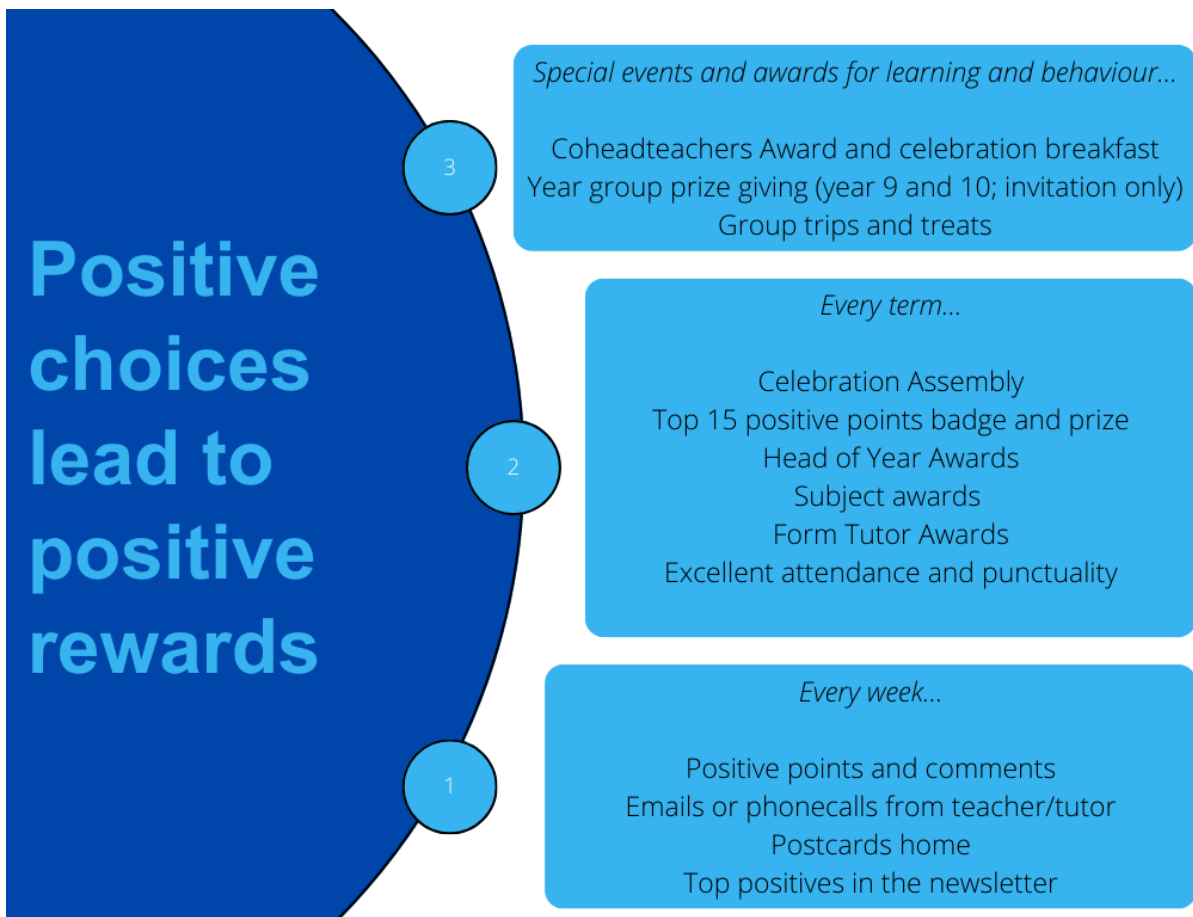 Positive
choices
lead to
positive
rewards
3
Special events and awards for learning and behaviour...
Coheadteachers Award and celebration breakfast
Year group prize giving (year 9 and 10; invitation only)
Group trips and treats
2
Every term...
Celebration Assembly
Top 15 positive points badge and prize
Head of Year Awards
Subject awards
Form Tutor Awards
Excellent attendance and punctuality
1
Every week...
Positive points and comments
Emails or phonecalls from teacher/tutor
Postcards home
Top positives in the newsletter